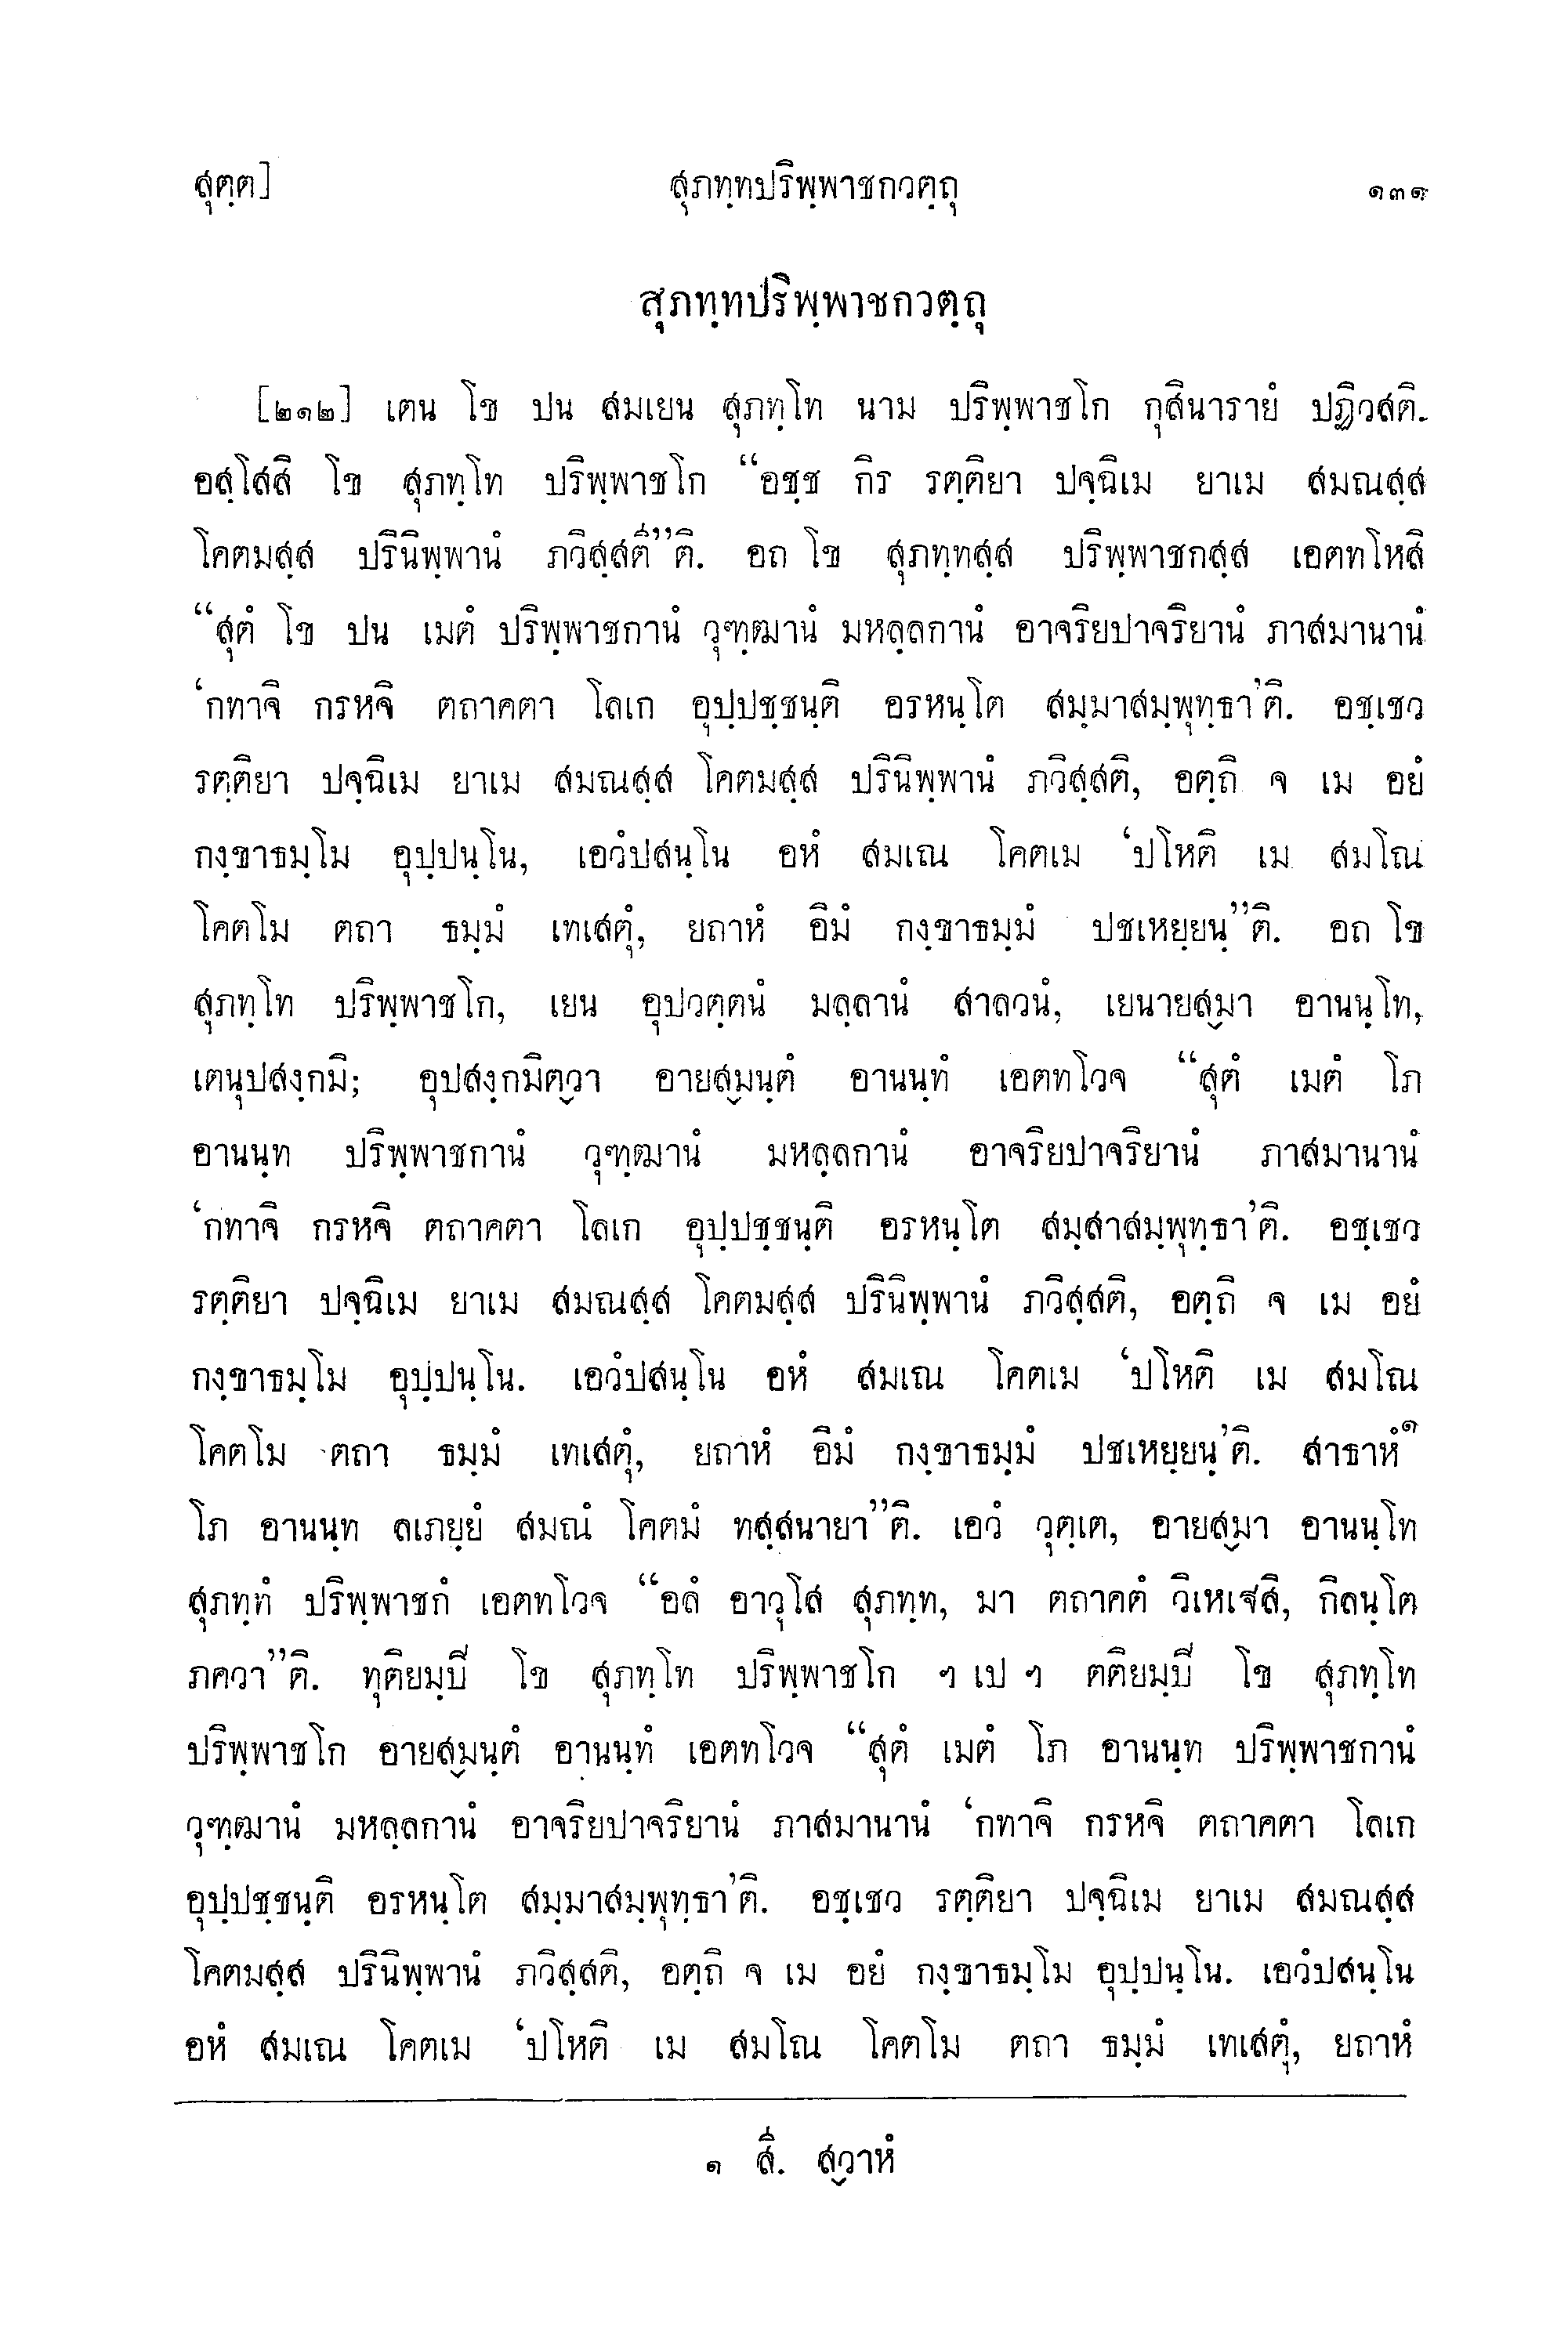 สุตฺต]
สุภทฺทปริพฺพาชกวตฺถุ
๑๓๙
สุภทฺทปริพฺพาชกวตฺถุ
[๒๑๒] เตน โข ปน สมเยน สุภทฺโท นาม ปริพฺพาชโก กุสินารายํ ปฏิวสติ.
อสฺโสสิ โข สุภทฺโท ปริพฺพาชโก “อชฺช กิร รตฺติยา ปจฺฉิเม ยาเม สมณสฺส
โคตมสฺส ปรินิพฺพานํ ภวิสฺสตี”ติ. อถ โข สุภทฺทสฺส ปริพฺพาชกสฺส เอตทโหสิ
“สุตํ โข ปน เมตํ ปริพฺพาชกานํ วุฑฺฒานํ มหลฺลกานํ อาจริยปาจริยานํ ภาสมานานํ
‘กทาจิ กรหจิ ตถาคตา โลเก อุปฺปชฺชนฺติ อรหนฺโต สมฺมาสมฺพุทฺธา’ติ. อชฺเชว
รตฺติยา ปจฺฉิเม ยาเม สมณสฺส โคตมสฺส ปรินิพฺพานํ ภวิสฺสติ, อตฺถิ จ เม อยํ
กงฺขาธมฺโม อุปฺปนฺโน, เอวํปสนฺโน อหํ สมเณ โคตเม ‘ปโหติ เม สมโณ
โคตโม ตถา ธมฺมํ เทเสตุํ, ยถาหํ อิมํ กงฺขาธมฺมํ ปชเหยฺยนฺ”ติ. อถ โข
สุภทฺโท ปริพฺพาชโก, เยน อุปวตฺตนํ มลฺลานํ สาลวนํ, เยนายสฺมา อานนฺโท,
เตนุปสงฺกมิ; อุปสงฺกมิตฺวา อายสฺมนฺตํ อานนฺทํ เอตทโวจ “สุตํ เมตํ โภ
อานนฺท ปริพฺพาชกานํ วุฑฺฒานํ มหลฺลกานํ อาจริยปาจริยานํ ภาสมานานํ
‘กทาจิ กรหจิ ตถาคตา โลเก อุปฺปชฺชนฺติ อรหนฺโต สมฺสาสมฺพุทฺธา’ติ. อชฺเชว
รตฺติยา ปจฺฉิเม ยาเม สมณสฺส โคตมสฺส ปรินิพฺพานํ ภวิสฺสติ, อตฺถิ จ เม อยํ
กงฺขาธมฺโม อุปฺปนฺโน. เอวํปสนฺโน อหํ สมเณ โคตเม ‘ปโหติ เม สมโณ
โคตโม ตถา ธมฺมํ เทเสตุํ, ยถาหํ อิมํ กงฺขาธมฺมํ ปชเหยฺยนฺ’ติ. สาธาหํ๑
โภ อานนฺท ลเภยฺยํ สมณํ โคตมํ ทสฺสนายา”ติ. เอวํ วุตฺเต, อายสฺมา อานนฺโท
สุภทฺทํ ปริพฺพาชกํ เอตทโวจ “อลํ อาวุโส สุภทฺท, มา ตถาคตํ วิเหเสสิ, กิลนฺโต
ภควา”ติ. ทุติยมฺปิ โข สุภทฺโท ปริพฺพาชโก ฯ เป ฯ ตติยมฺปิ โข สุภทฺโท
ปริพฺพาชโก อายสฺมนฺตํ อานนฺทํ เอตทโวจ “สุตํ เมตํ โภ อานนฺท ปริพฺพาชกานํ
วุฑฺฒานํ มหลฺลกานํ อาจริยปาจริยานํ ภาสมานานํ ‘กทาจิ กรหจิ ตถาคตา โลเก
อุปฺปชฺชนฺติ อรหนฺโต สมฺมาสมฺพุทฺธา’ติ. อชฺเชว รตฺติยา ปจฺฉิเม ยาเม สมณสฺส
โคตมสฺส ปรินิพฺพานํ ภวิสฺสติ, อตฺถิ จ เม อยํ กงฺขาธมฺโม อุปฺปนฺโน. เอวํปสนฺโน
อหํ สมเณ โคตเม ‘ปโหติ เม สมโณ โคตโม ตถา ธมฺมํ เทเสตุํ, ยถาหํ
๑ สิํ. สฺวาหํ